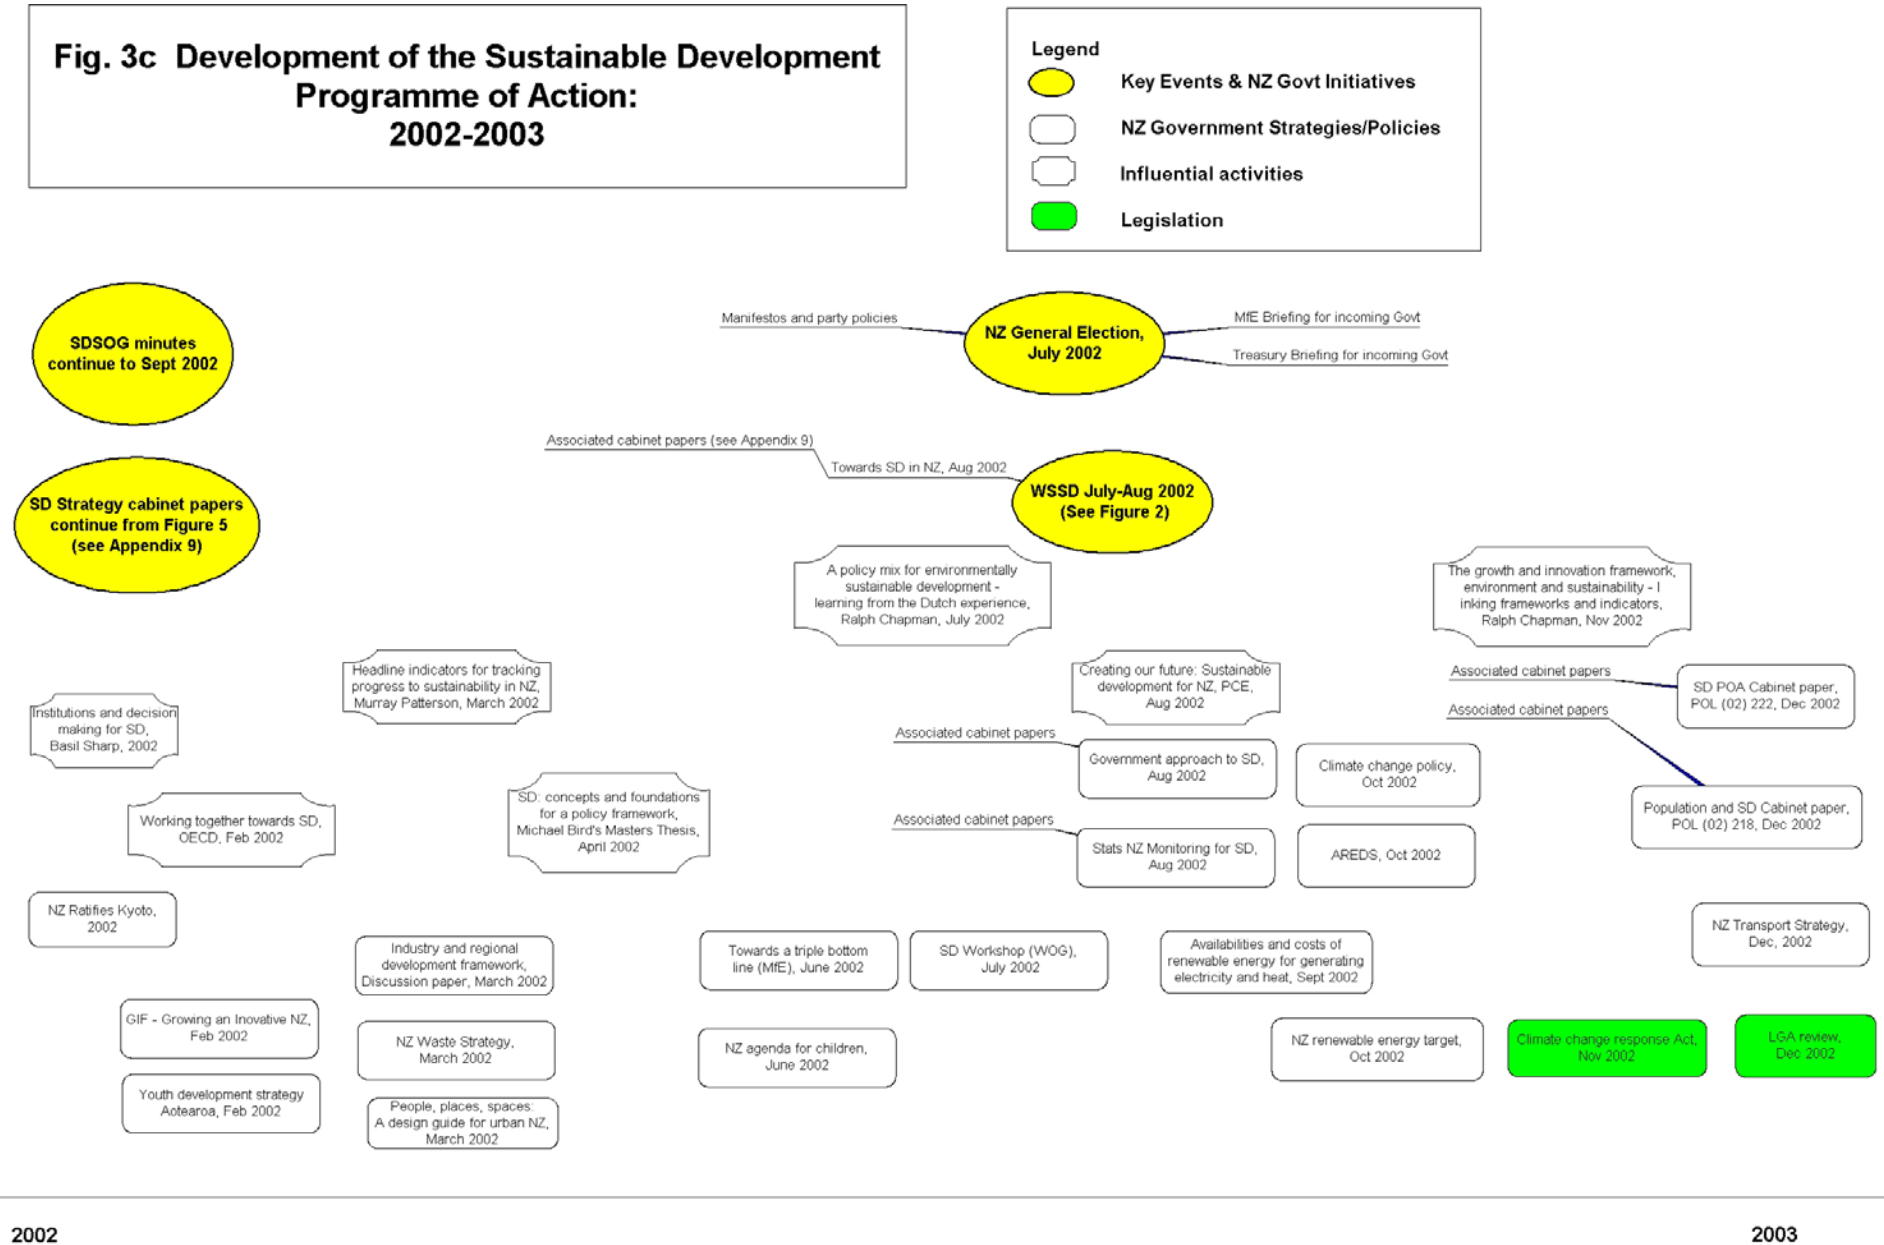 Fig. 3c Development of the Sustainable Development
Programme of Action:
2002-2003
Legend
Key Events & NZ Govt Initiatives
NZ Government Strategies/Policies
Influential activities
Legislation
SDSOG minutes
continue to Sept 2002
Manifestos and party policies
NZ General Election,
July 2002
MfE Briefing for incoming Govt
Treasury Briefing for incoming Govt
Associated cabinet papers (see Appendix 9)
Towards SD in NZ, Aug 2002
WSSD July-Aug 2002
(See Figure 2)
SD Strategy cabinet papers
continue from Figure 5
(see Appendix 9)
A policy mix for environmentally
sustainable development -
learning from the Dutch experience,
Ralph Chapman, July 2002
The growth and innovation framework,
environment and sustainability - l
inking frameworks and indicators,
Ralph Chapman, Nov 2002
Headline indicators for tracking
progress to sustainability in NZ,
Murray Patterson, March 2002
Creating our future: Sustainable
development for NZ, PCE,
Aug 2002
Associated cabinet papers
SD POA Cabinet paper,
POL (02) 222, Dec 2002
Associated cabinet papers
Institutions and decision
making for SD,
Basil Sharp, 2002
Associated cabinet papers
Government approach to SD,
Aug 2002
Climate change policy,
Oct 2002
Working together towards SD,
OECD, Feb 2002
SD: concepts and foundations
for a policy framework,
Michael Bird's Masters Thesis,
April 2002
Associated cabinet papers
Stats NZ Monitoring for SD,
Aug 2002
AREDS, Oct 2002
Population and SD Cabinet paper,
POL (02) 218, Dec 2002
NZ Ratifies Kyoto,
2002
Industry and regional
development framework,
Discussion paper, March 2002
Towards a triple bottom
line (MfE), June 2002
SD Workshop (WOG),
July 2002
Availabilities and costs of
renewable energy for generating
electricity and heat, Sept 2002
NZ Transport Strategy,
Dec, 2002
GIF - Growing an Inovative NZ,
Feb 2002
NZ Waste Strategy,
March 2002
NZ agenda for children,
June 2002
NZ renewable energy target,
Oct 2002
Climate change response Act,
Nov 2002
LGA review,
Dec 2002
Youth development strategy
Aotearoa, Feb 2002
People, places, spaces:
A design guide for urban NZ,
March 2002
2002
2003